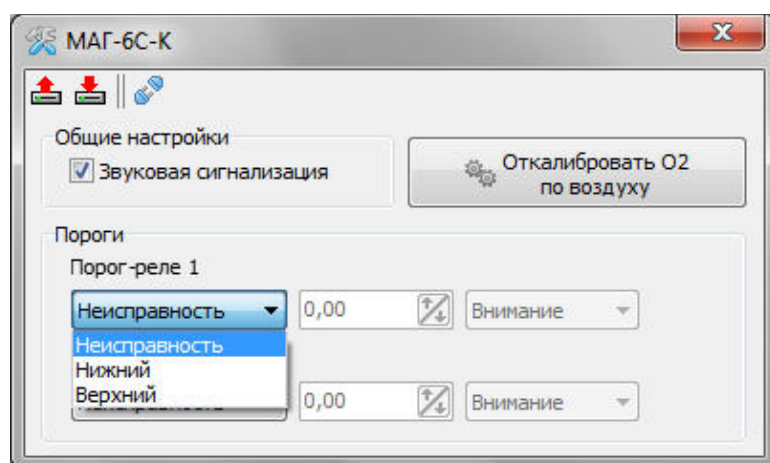 МАГ-6С-К
Общие настройки
Звуковая сигнализация
Откалибровать О2
по воздуху
Пороги
Порог-реле 1
Неисправность 0,00 Внимание
Неисправность
Нижний
Верхний
0,00 Внимание